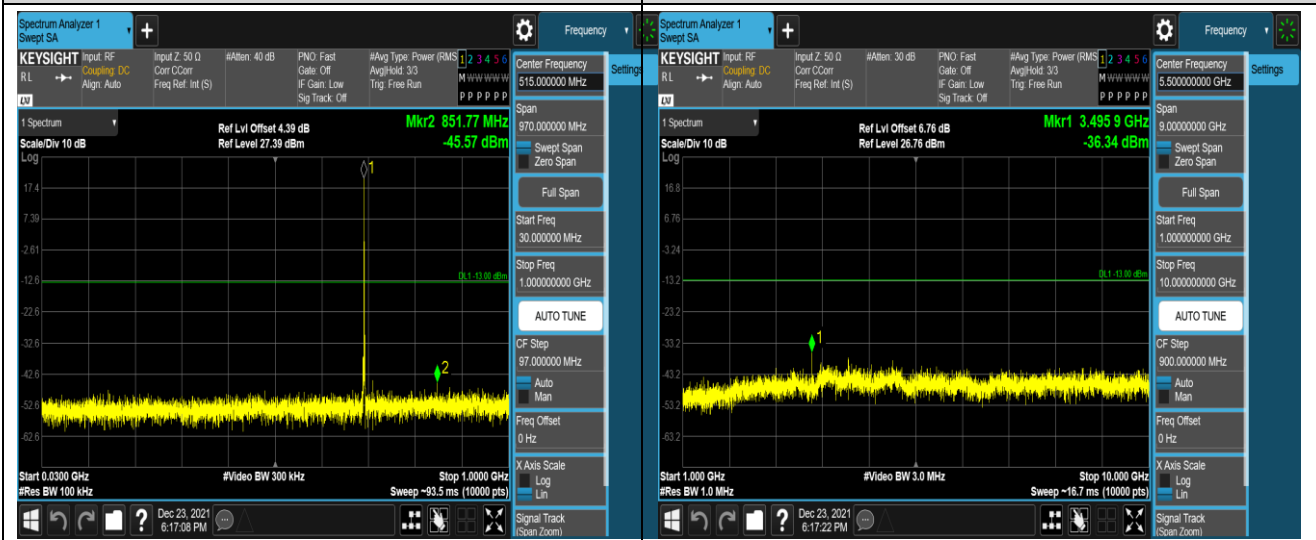 Spectrum Analyzer 1
Swept SA
Frequency
KEYSIGHT
Input: RF
Coupling: DC
Align: Auto
Input Z: 50 Ω
Corr CCorr
Freq Ref: Int (S)
#Atten: 40 dB
PNO: Fast
Gate: Off
IF Gain: Low
Sig Track: Off
#Avg Type: Power (RMS
Avg|Hold: 3/3
Trig: Free Run
1 2 3 4 5 6
M W W W W W
P P P P P P
RL
LXI
Center Frequency
515.000000 MHz
Settings
1 Spectrum
Scale/Div 10 dB
Log
Ref Lvl Offset 4.39 dB
Ref Level 27.39 dBm
Mkr2 851.77 MHz
-45.57 dBm
Span
970.000000 MHz
Swept Span
Zero Span
Full Span
Start Freq
30.000000 MHz
Stop Freq
1.000000000 GHz
AUTO TUNE
CF Step
97.000000 MHz
Auto
Man
Freq Offset
0 Hz
X Axis Scale
Log
Lin
Signal Track
(Span Zoom)
1
17.4
7.39
-2.61
DL1 -13.00 dBm
-12.6
-22.6
-32.6
-42.6
2
-52.6
-62.6
Start 0.0300 GHz
#Res BW 100 kHz
#Video BW 300 kHz
Stop 1.0000 GHz
Sweep ~93.5 ms (10000 pts)
?
Dec 23, 2021
6:17:08 PM
Spectrum Analyzer 1
Swept SA
Frequency
KEYSIGHT
Input: RF
Coupling: DC
Align: Auto
Input Z: 50 Ω
Corr CCorr
Freq Ref: Int (S)
#Atten: 30 dB
PNO: Fast
Gate: Off
IF Gain: Low
Sig Track: Off
#Avg Type: Power (RMS
Avg|Hold: 3/3
Trig: Free Run
1 2 3 4 5 6
M W W W W W
P P P P P P
RL
LXI
Center Frequency
5.500000000 GHz
Settings
1 Spectrum
Scale/Div 10 dB
Log
Ref Lvl Offset 6.76 dB
Ref Level 26.76 dBm
Mkr1 3.495 9 GHz
-36.34 dBm
Span
9.00000000 GHz
Swept Span
Zero Span
Full Span
Start Freq
1.000000000 GHz
Stop Freq
10.000000000 GHz
AUTO TUNE
CF Step
900.000000 MHz
Auto
Man
Freq Offset
0 Hz
X Axis Scale
Log
Lin
Signal Track
(Span Zoom)
16.8
6.76
-3.24
DL1 -13.00 dBm
-13.2
-23.2
-33.2
1
-43.2
-53.2
-63.2
Start 1.000 GHz
#Res BW 1.0 MHz
#Video BW 3.0 MHz
Stop 10.000 GHz
Sweep ~16.7 ms (10000 pts)
?
Dec 23, 2021
6:17:22 PM